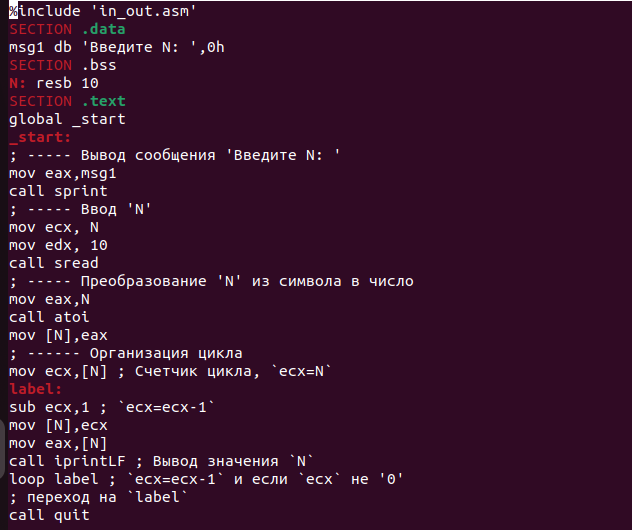 %include 'in_out.asm'
SECTION .data
msg1 db 'Введите N: ',0h
SECTION .bss
N: resb 10
SECTION .text
global _start
_start:
; ----- Вывод сообщения 'Введите N: '
mov eax,msg1
call sprint
; ----- Ввод 'N'
mov ecx, N
mov edx, 10
call sread
; ----- Преобразование 'N' из символа в число
mov eax,N
call atoi
mov [N],eax
; ------ Организация цикла
mov ecx,[N] ; Счетчик цикла, `ecx=N`
label:
sub ecx,1 ; `ecx=ecx-1`
mov [N],ecx
mov eax,[N]
call iprintLF ; Вывод значения `N`
loop label ; `ecx=ecx-1` и если `ecx` не '0'
; переход на `label`
call quit